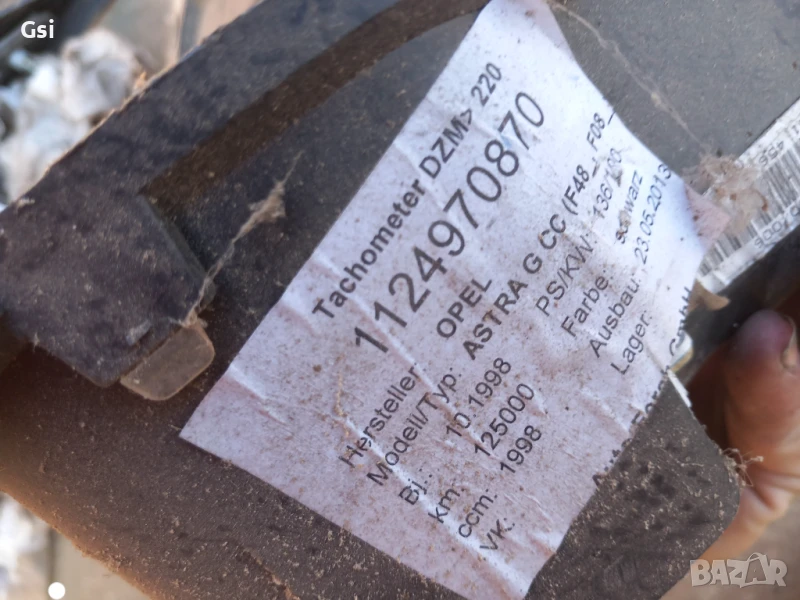 Gsi
Tachometer DZM> 220
1124970870
Hersteller: OPEL
Modell/Typ: ASTRA G CC (F48_, F08_
Bj.: 10.1998 PS/KW: 136/100
km: 125000 Farbe: schwarz
ccm: 1998 Ausbau: 23.05.2013
VK: Lager:
GmbH
BAZAR